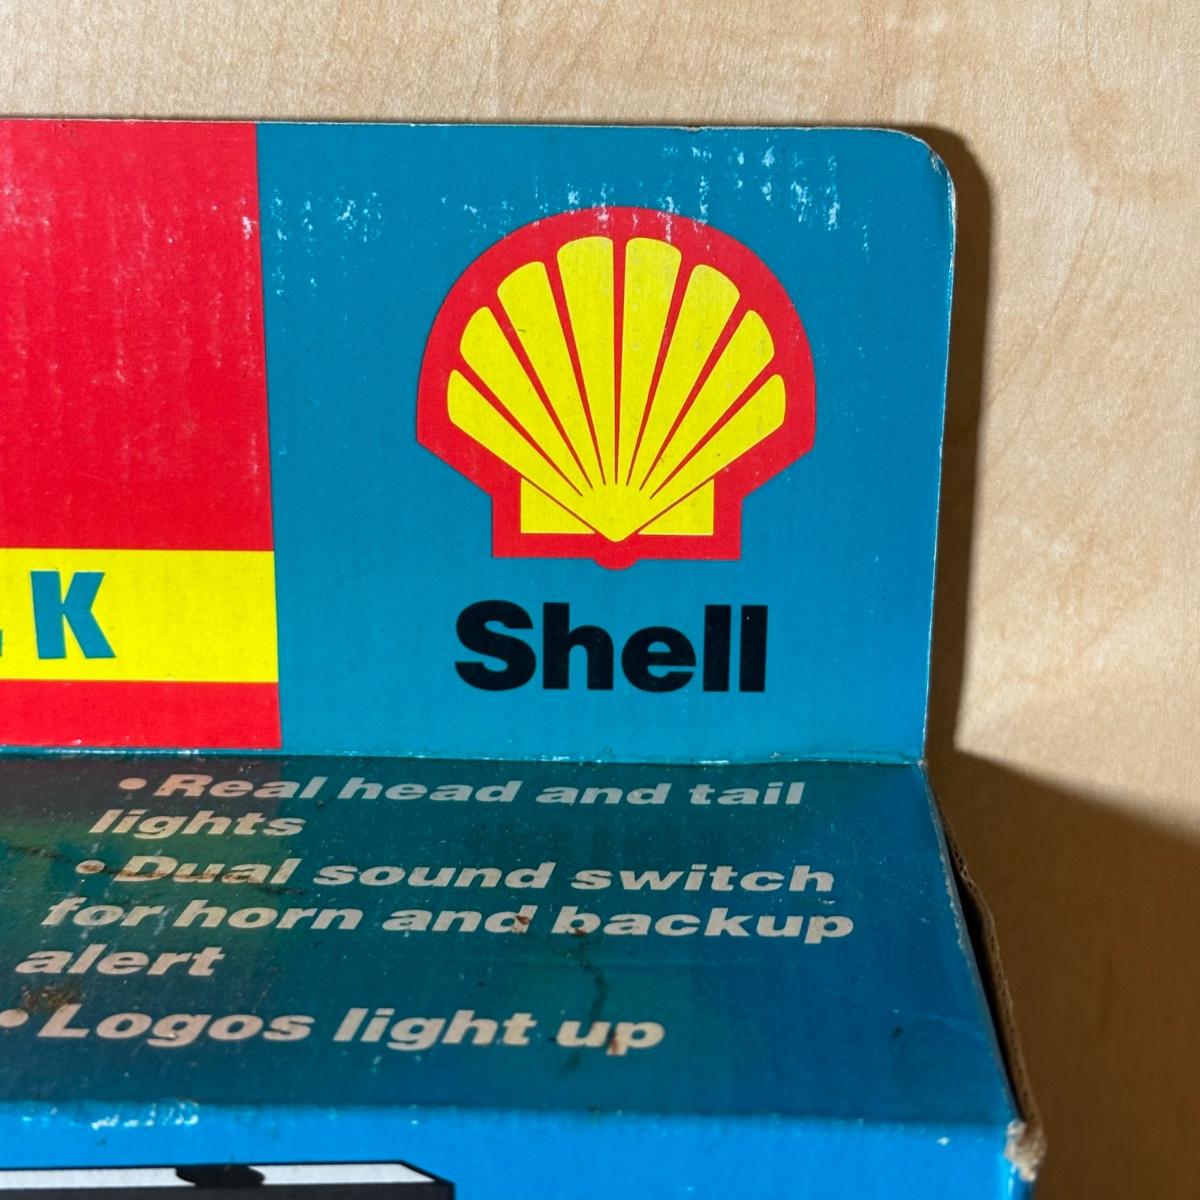 K
Shell
•Real head and tail
lights
•Dual sound switch
for horn and backup
alert
•Logos light up